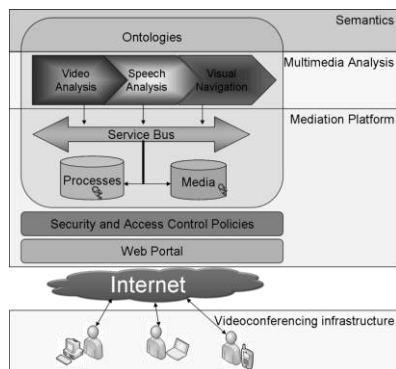 Semantics
Ontologies
Multimedia Analysis
Video Analysis
Speech Analysis
Visual Navigation
Mediation Platform
Service Bus
Processes
Media
Security and Access Control Policies
Web Portal
Internet
Videoconferencing infrastructure